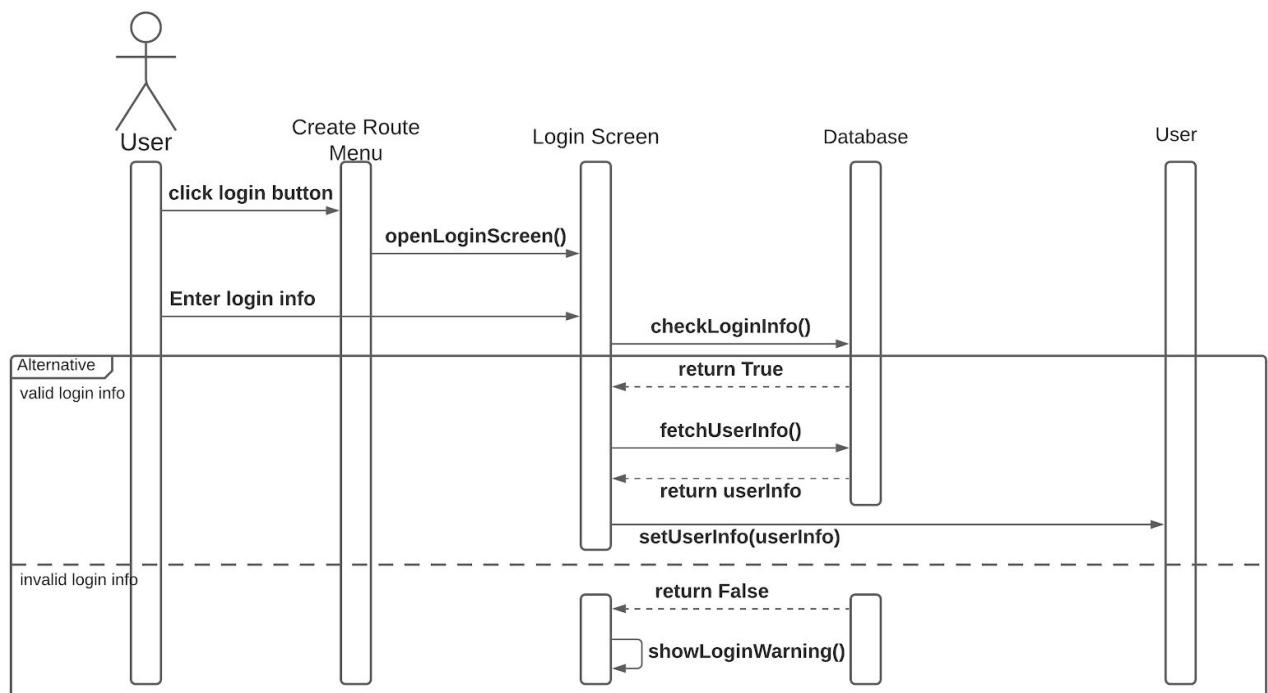 User
Create Route
Menu
Login Screen
Database
User
click login button
openLoginScreen()
Enter login info
checkLoginInfo()
Alternative
valid login info
return True
fetchUserInfo()
return userInfo
setUserInfo(userInfo)
invalid login info
return False
showLoginWarning()